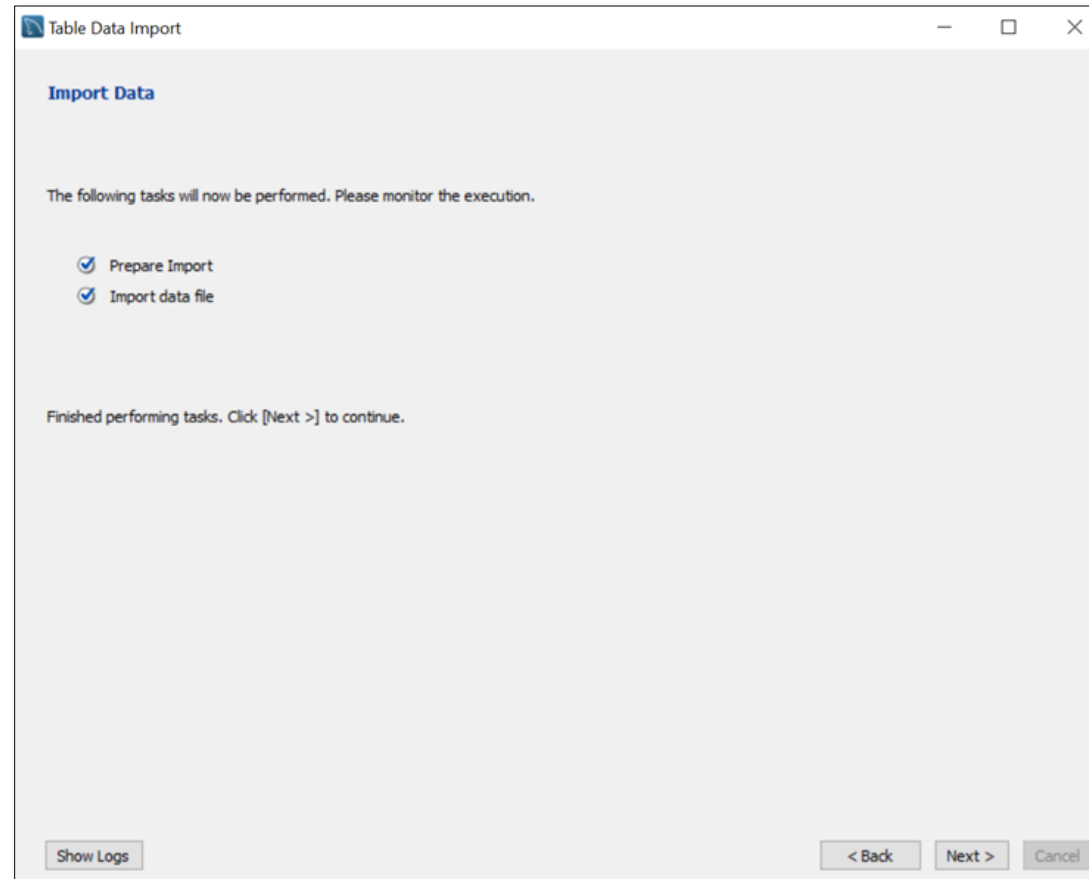 Table Data Import
Import Data
The following tasks will now be performed. Please monitor the execution.
Prepare Import
Import data file
Finished performing tasks. Click [Next >] to continue.
Show Logs
< Back
Next >
Cancel